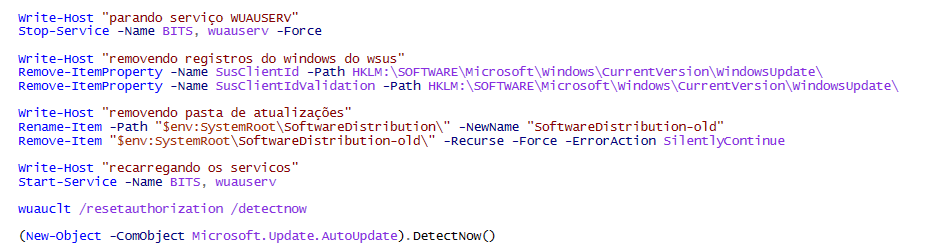 Write-Host "parando serviço WUAUSERV"
Stop-Service -Name BITS, wuauserv -Force
Write-Host "removendo registros do windows do wsus"
Remove-ItemProperty -Name SusClientId -Path HKLM:\SOFTWARE\Microsoft\Windows\CurrentVersion\WindowsUpdate\
Remove-ItemProperty -Name SusClientIdValidation -Path HKLM:\SOFTWARE\Microsoft\Windows\CurrentVersion\WindowsUpdate\
Write-Host "removendo pasta de atualizações"
Rename-Item -Path "$env:SystemRoot\SoftwareDistribution\" -NewName "SoftwareDistribution-old"
Remove-Item "$env:SystemRoot\SoftwareDistribution-old\" -Recurse -Force -ErrorAction SilentlyContinue
Write-Host "recarregando os servicos"
Start-Service -Name BITS, wuauserv
wuauclt /resetauthorization /detectnow
(New-Object -ComObject Microsoft.Update.AutoUpdate).DetectNow()